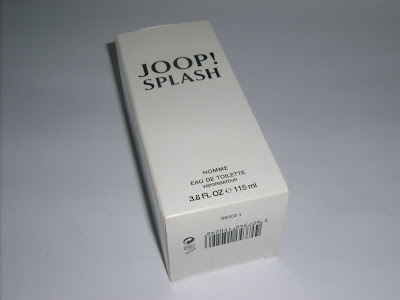 JOOP!
SPLASH
HOMME
EAU DE TOILETTE
VAPORISATEUR
3.8 FL OZ ℮ 115 ml